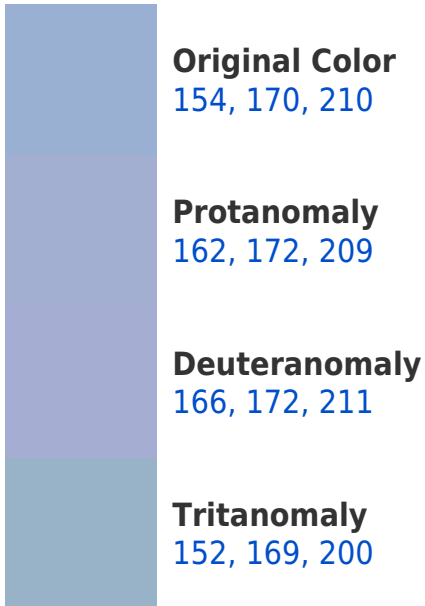 Original Color
154, 170, 210
Protanomaly
162, 172, 209
Deuteranomaly
166, 172, 211
Tritanomaly
152, 169, 200